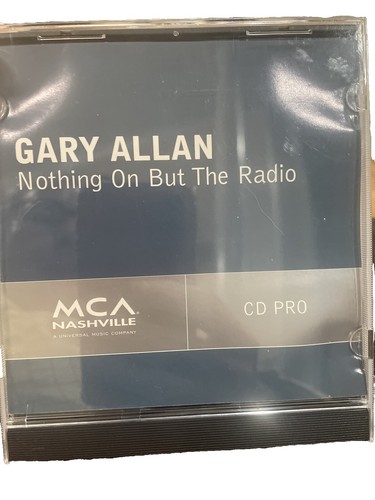 GARY ALLAN
Nothing On But The Radio
MCA
NASHVILLE
A UNIVERSAL MUSIC COMPANY
CD PRO